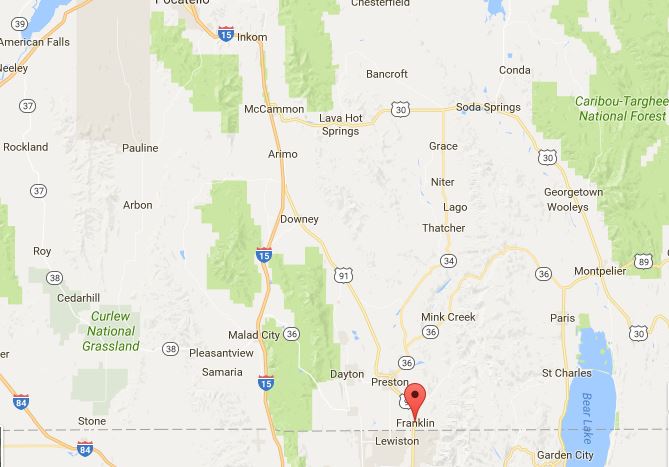 Pocatello
Chesterfield
39
15
Inkom
American Falls
Neeley
Bancroft
Conda
37
McCammon
Lava Hot
Springs
30
Soda Springs
Caribou-Targhee
National Forest
Rockland
Pauline
Arimo
Grace
30
37
Niter
Georgetown
Arbon
Lago
Wooleys
Downey
Thatcher
Roy
15
91
34
36
89
Montpelier
38
Cedarhill
Curlew
National
Grassland
Malad City
36
Mink Creek
36
Paris
30
38
Pleasantview
Samaria
36
15
Dayton
Preston
St Charles
84
Stone
Franklin
Bear Lake
84
Lewiston
Garden City